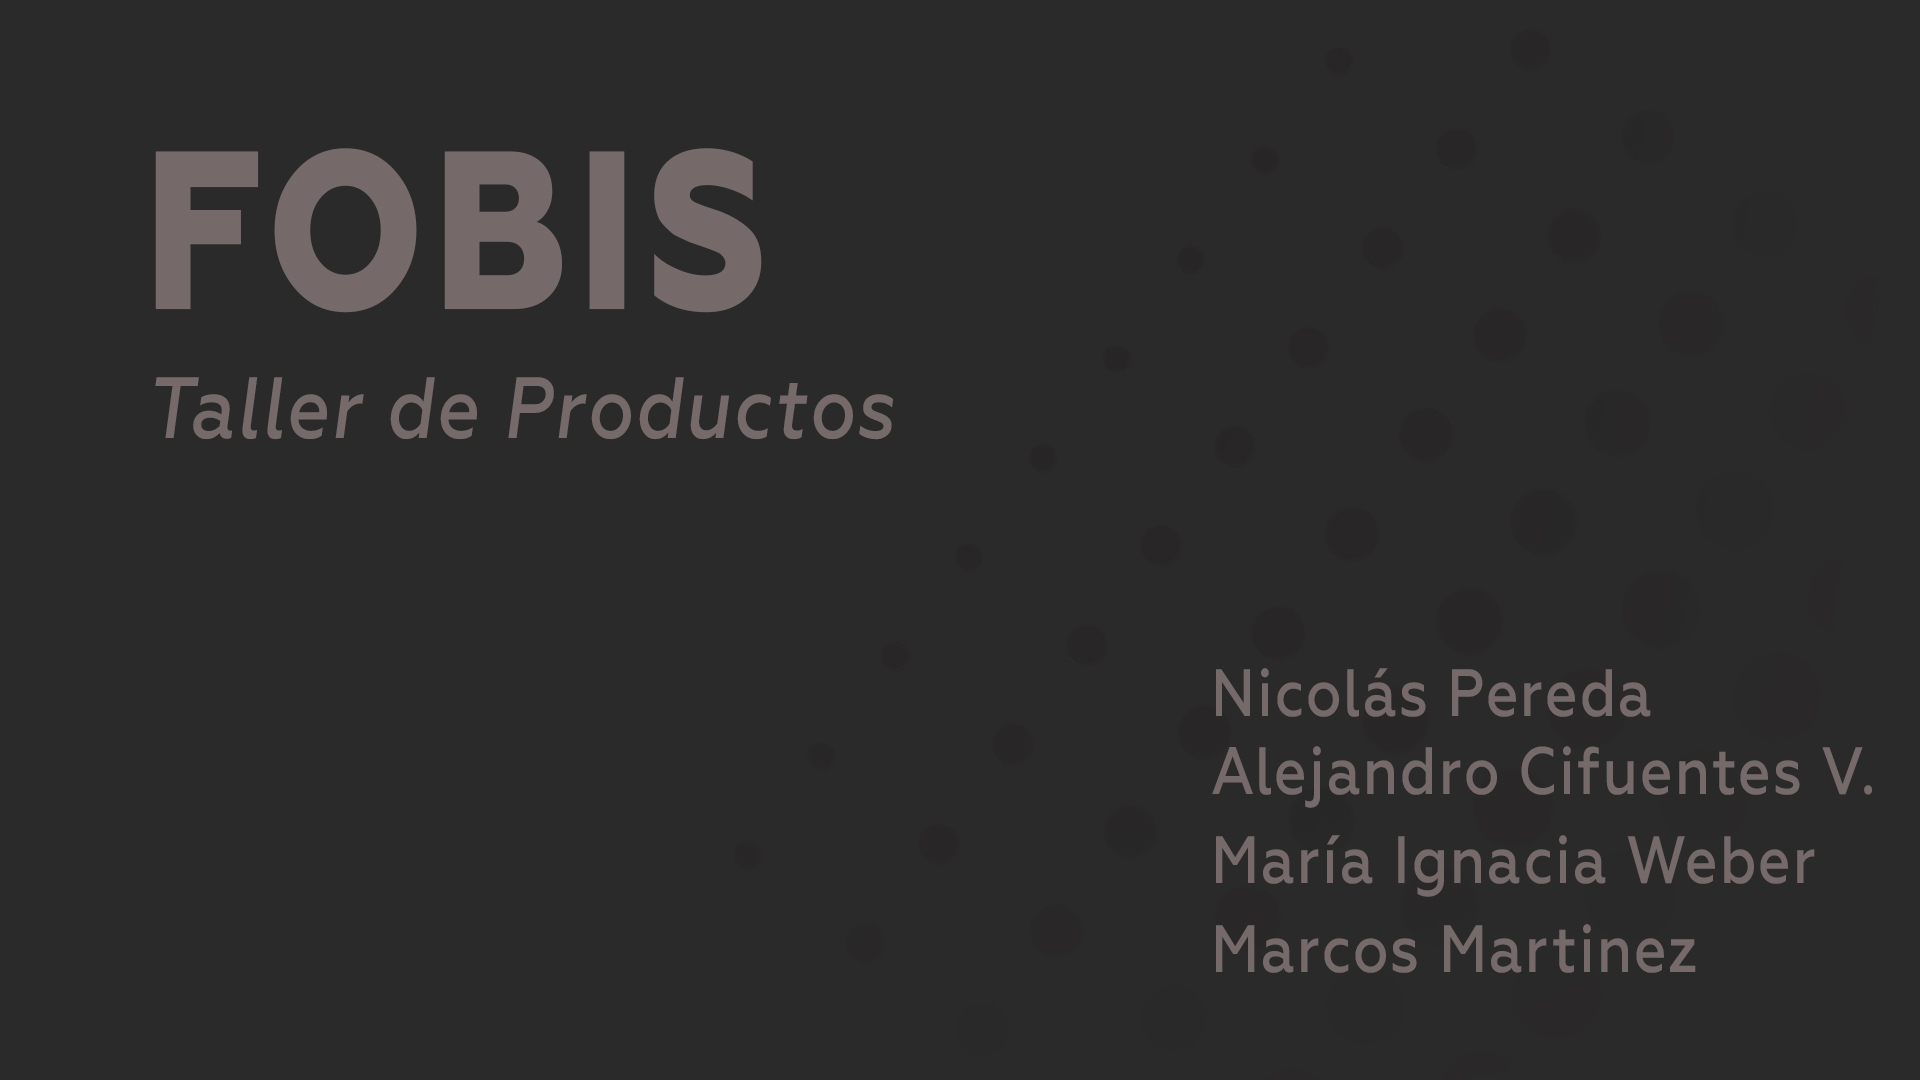 FOBIS
Taller de Productos
Nicolás Pereda
Alejandro Cifuentes V.
María Ignacia Weber
Marcos Martinez